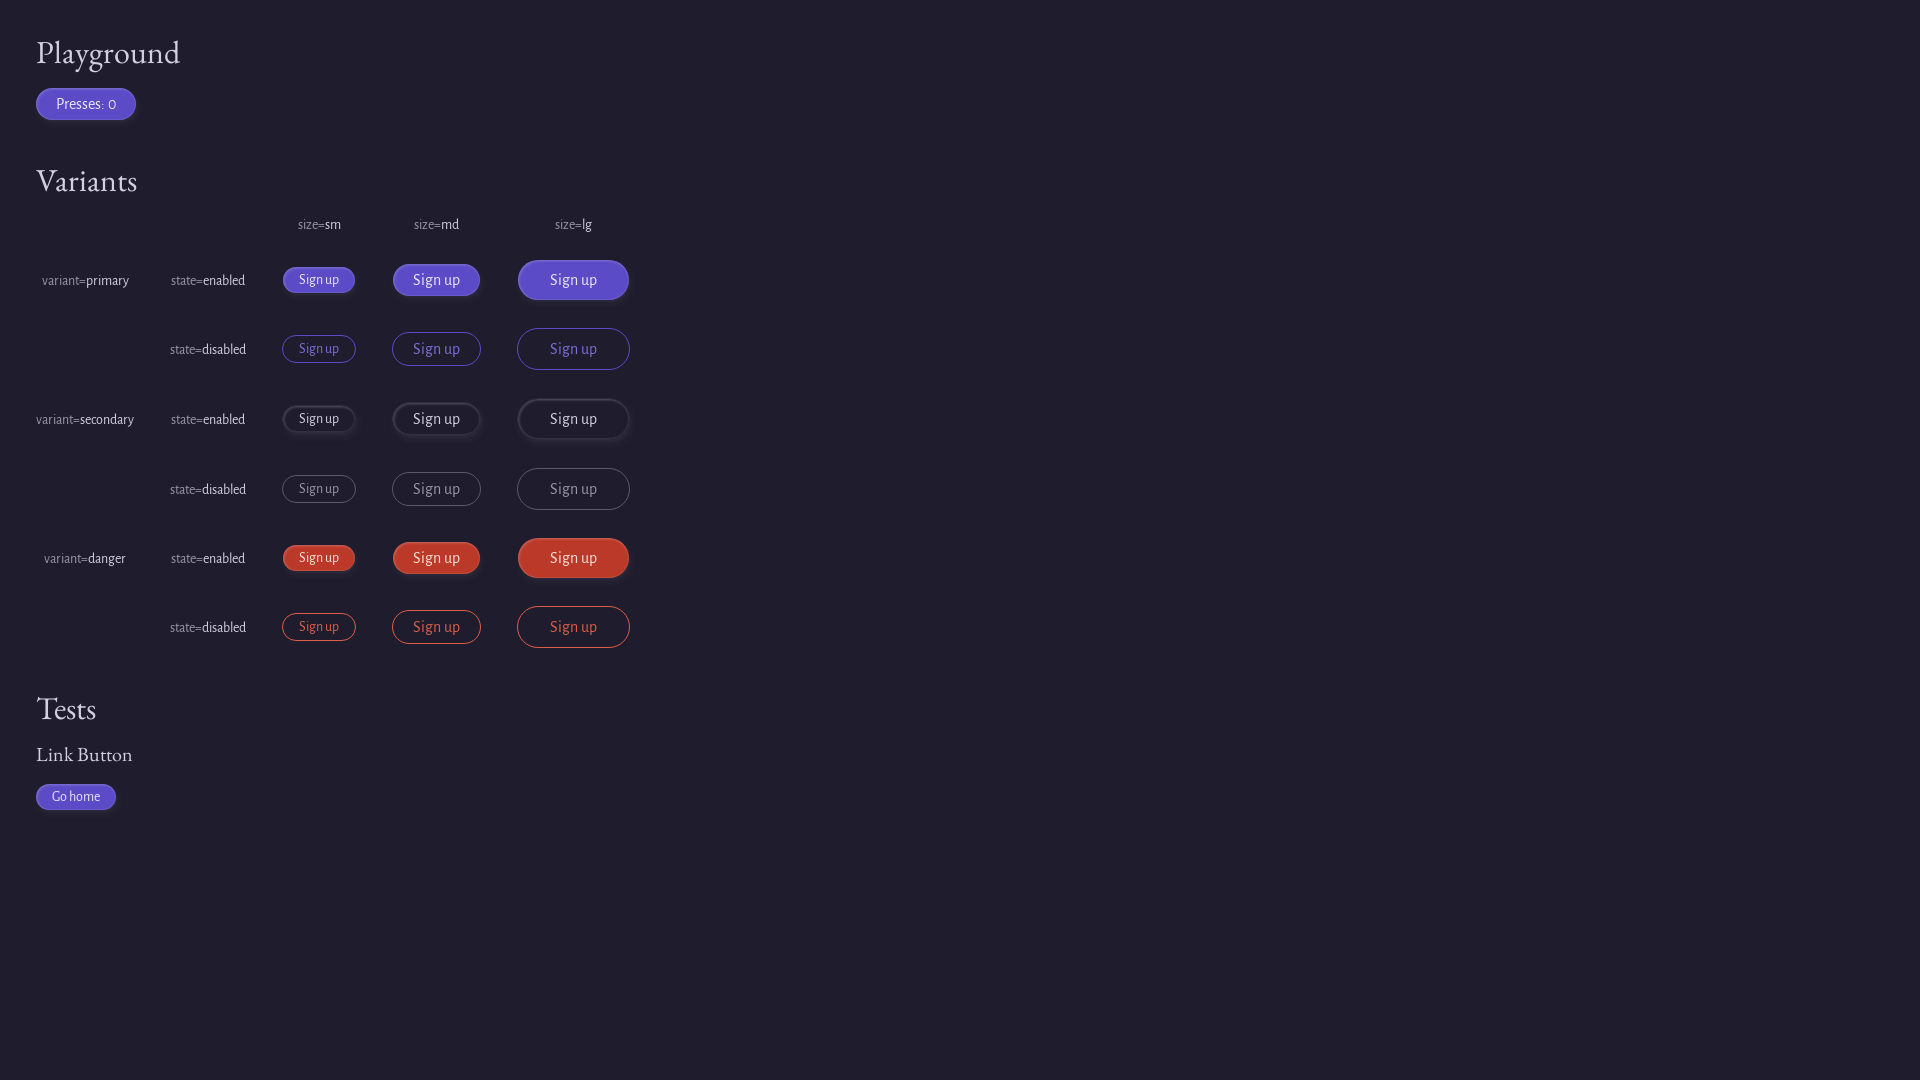 Playground
Presses: 0
Variants
size=sm size=md size=lg
variant=primary state=enabled Sign up Sign up Sign up
state=disabled Sign up Sign up Sign up
variant=secondary state=enabled Sign up Sign up Sign up
state=disabled Sign up Sign up Sign up
variant=danger state=enabled Sign up Sign up Sign up
state=disabled Sign up Sign up Sign up
Tests
Link Button
Go home